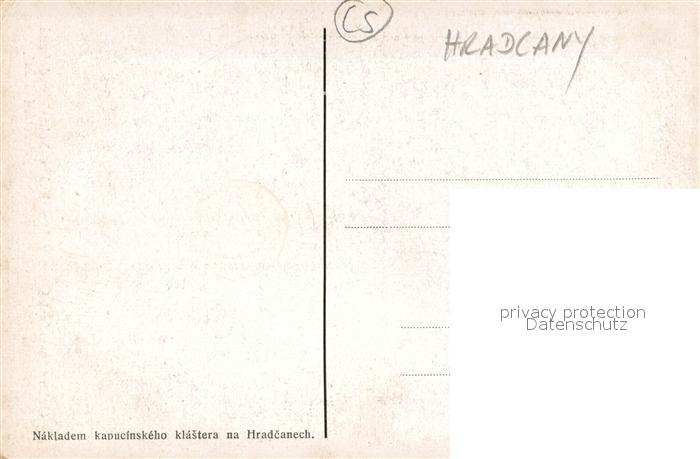 CS
HRADCANY
privacy protection
Datenschutz
Nákladem kapucínského kláštera na Hradčanech.